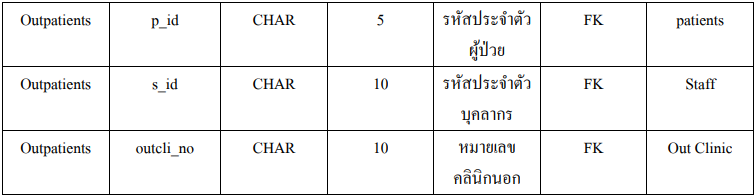 Outpatients p_id CHAR 5 รหัสประจำตัว FK patients
ผู้ป่วย
Outpatients s_id CHAR 10 รหัสประจำตัว FK Staff
บุคลากร
Outpatients outcli_no CHAR 10 หมายเลข FK Out Clinic
คลินิกนอก